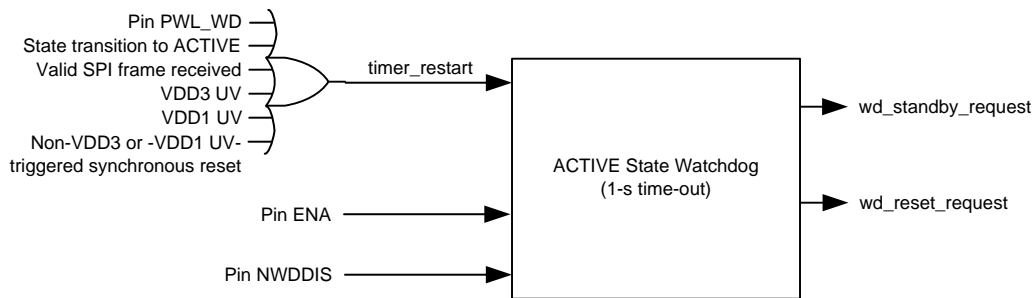 Pin PWL_WD
State transition to ACTIVE
Valid SPI frame received
VDD3 UV
VDD1 UV
Non-VDD3 or -VDD1 UV-
triggered synchronous reset
timer_restart
Pin ENA
Pin NWDDIS
ACTIVE State Watchdog
(1-s time-out)
wd_standby_request
wd_reset_request